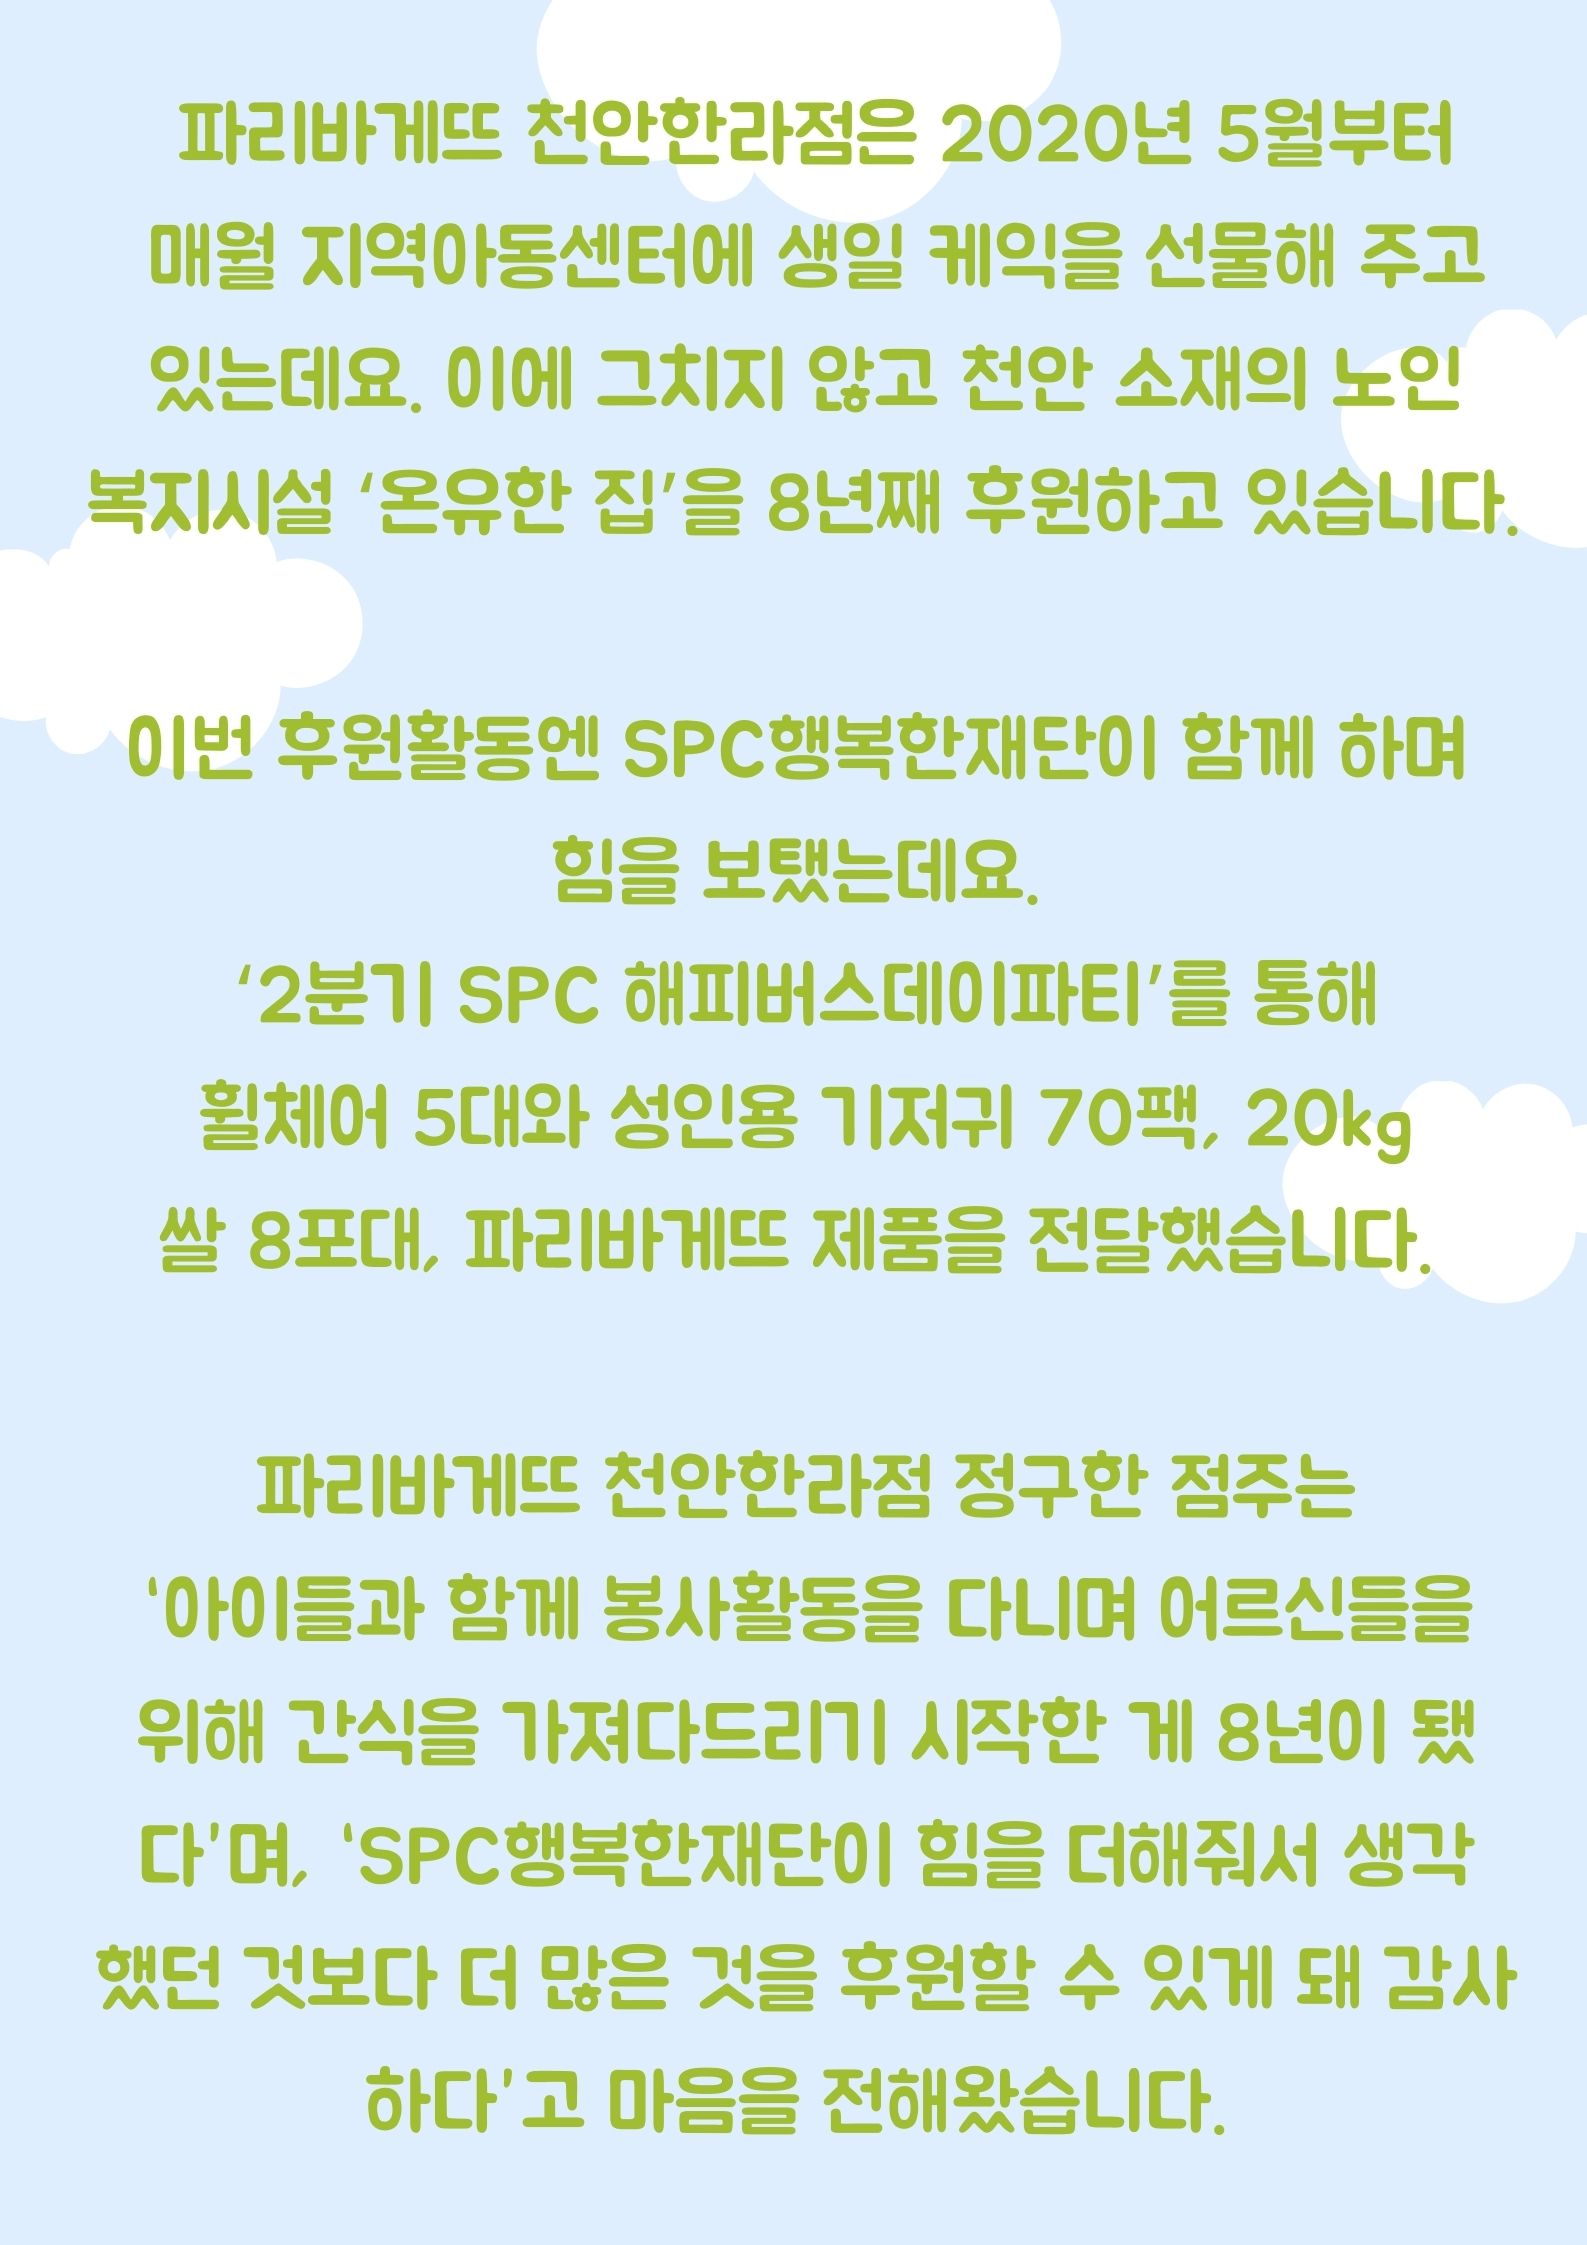 파리바게뜨 천안한라점은 2020년 5월부터
매월 지역아동센터에 생일 케익을 선물해 주고
있는데요. 이에 그치지 않고 천안 소재의 노인
복지시설 ‘온유한 집’을 8년째 후원하고 있습니다.
이번 후원활동엔 SPC행복한재단이 함께 하며
힘을 보탰는데요.
‘2분기 SPC 해피버스데이파티’를 통해
휠체어 5대와 성인용 기저귀 70팩, 20kg
쌀 8포대, 파리바게뜨 제품을 전달했습니다.
파리바게뜨 천안한라점 정구한 점주는
‘아이들과 함께 봉사활동을 다니며 어르신들을
위해 간식을 가져다드리기 시작한 게 8년이 됐
다’며, ‘SPC행복한재단이 힘을 더해줘서 생각
했던 것보다 더 많은 것을 후원할 수 있게 돼 감사
하다’고 마음을 전해왔습니다.